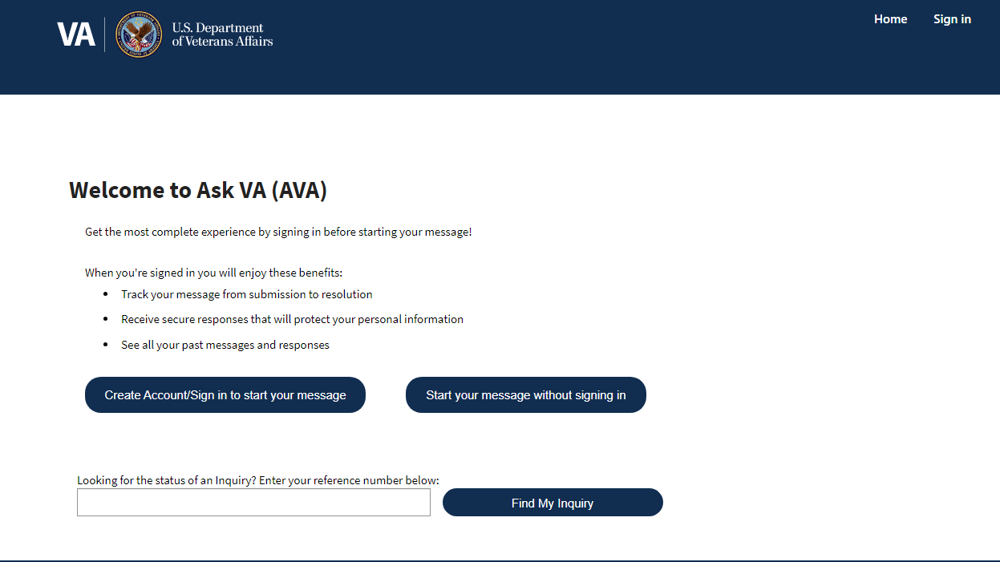 Home
Sign in
VA
U.S. Department
of Veterans Affairs
Welcome to Ask VA (AVA)
Get the most complete experience by signing in before starting your message!
When you're signed in you will enjoy these benefits:
• Track your message from submission to resolution
• Receive secure responses that will protect your personal information
• See all your past messages and responses
Create Account/Sign in to start your message
Start your message without signing in
Looking for the status of an Inquiry? Enter your reference number below:
Find My Inquiry